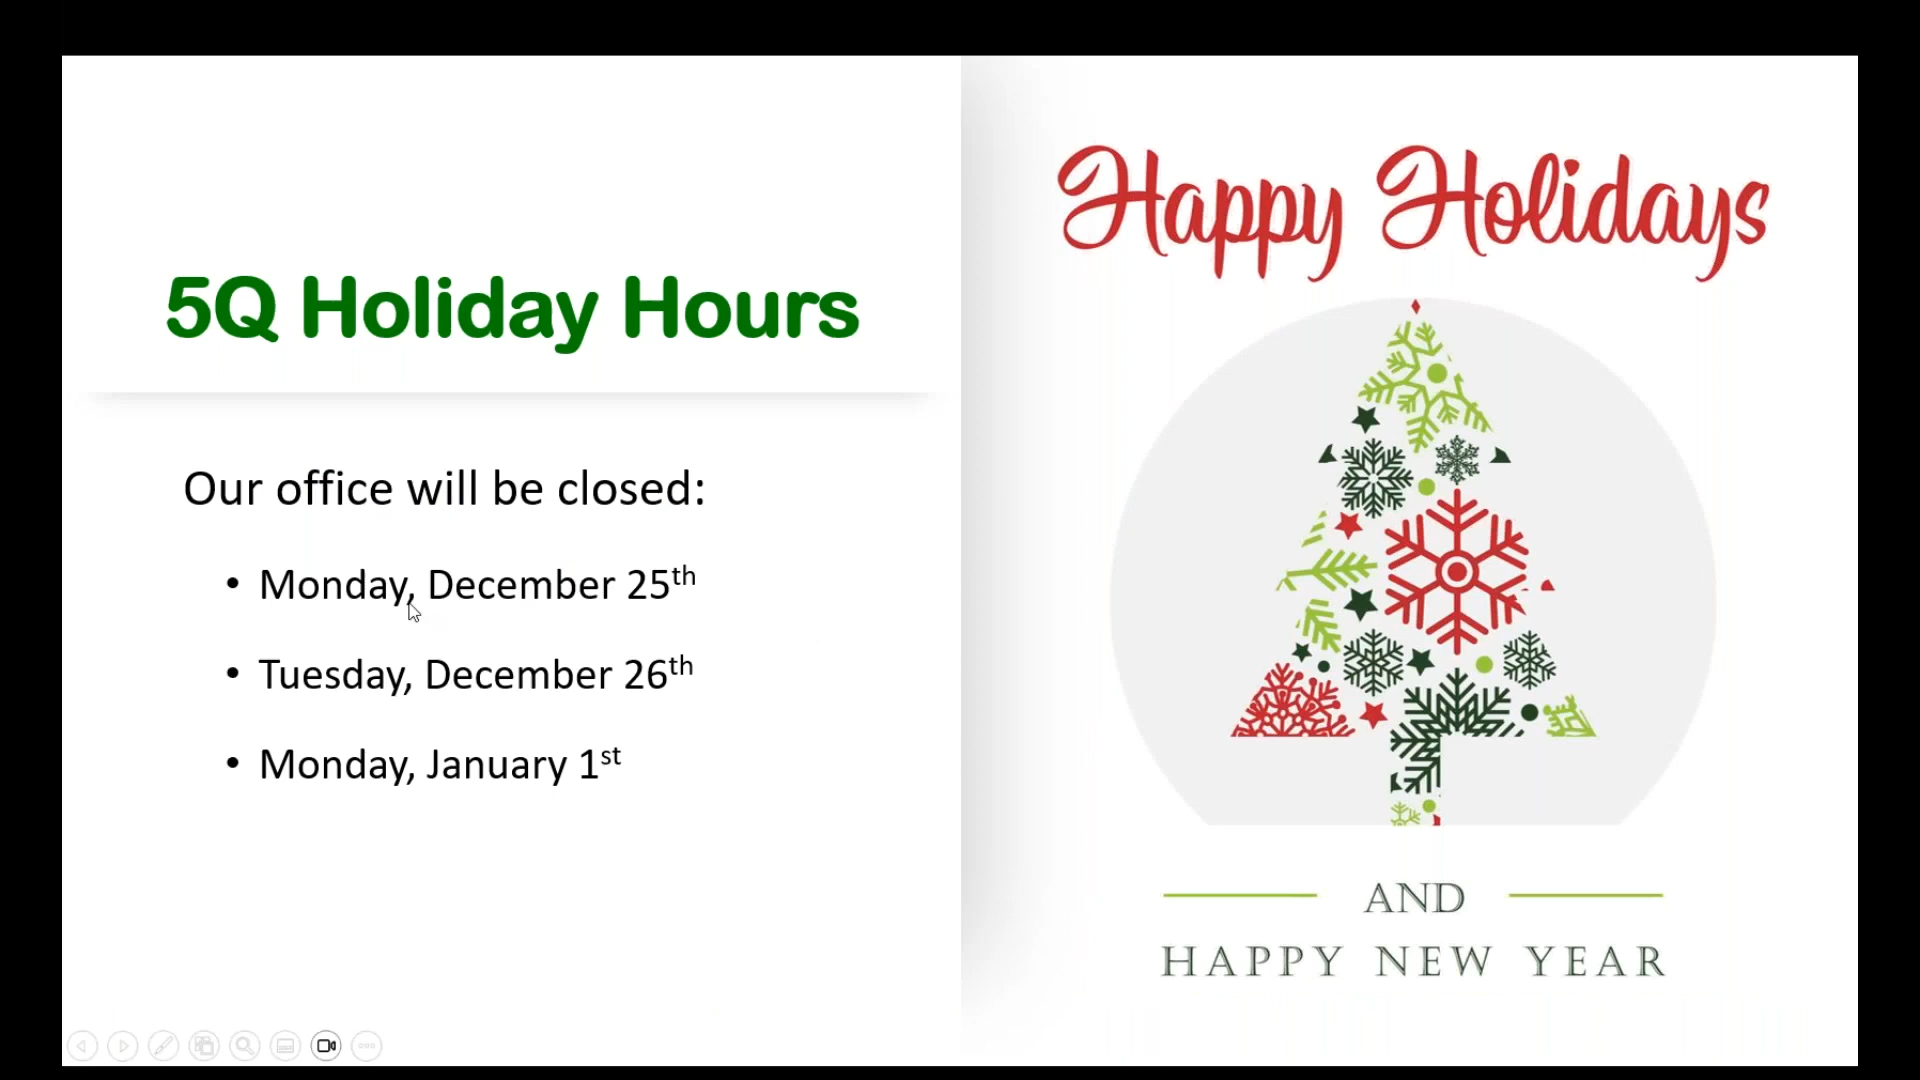 5Q Holiday Hours
Our office will be closed:
• Monday, December 25th
• Tuesday, December 26th
• Monday, January 1st
Happy Holidays
AND
HAPPY NEW YEAR